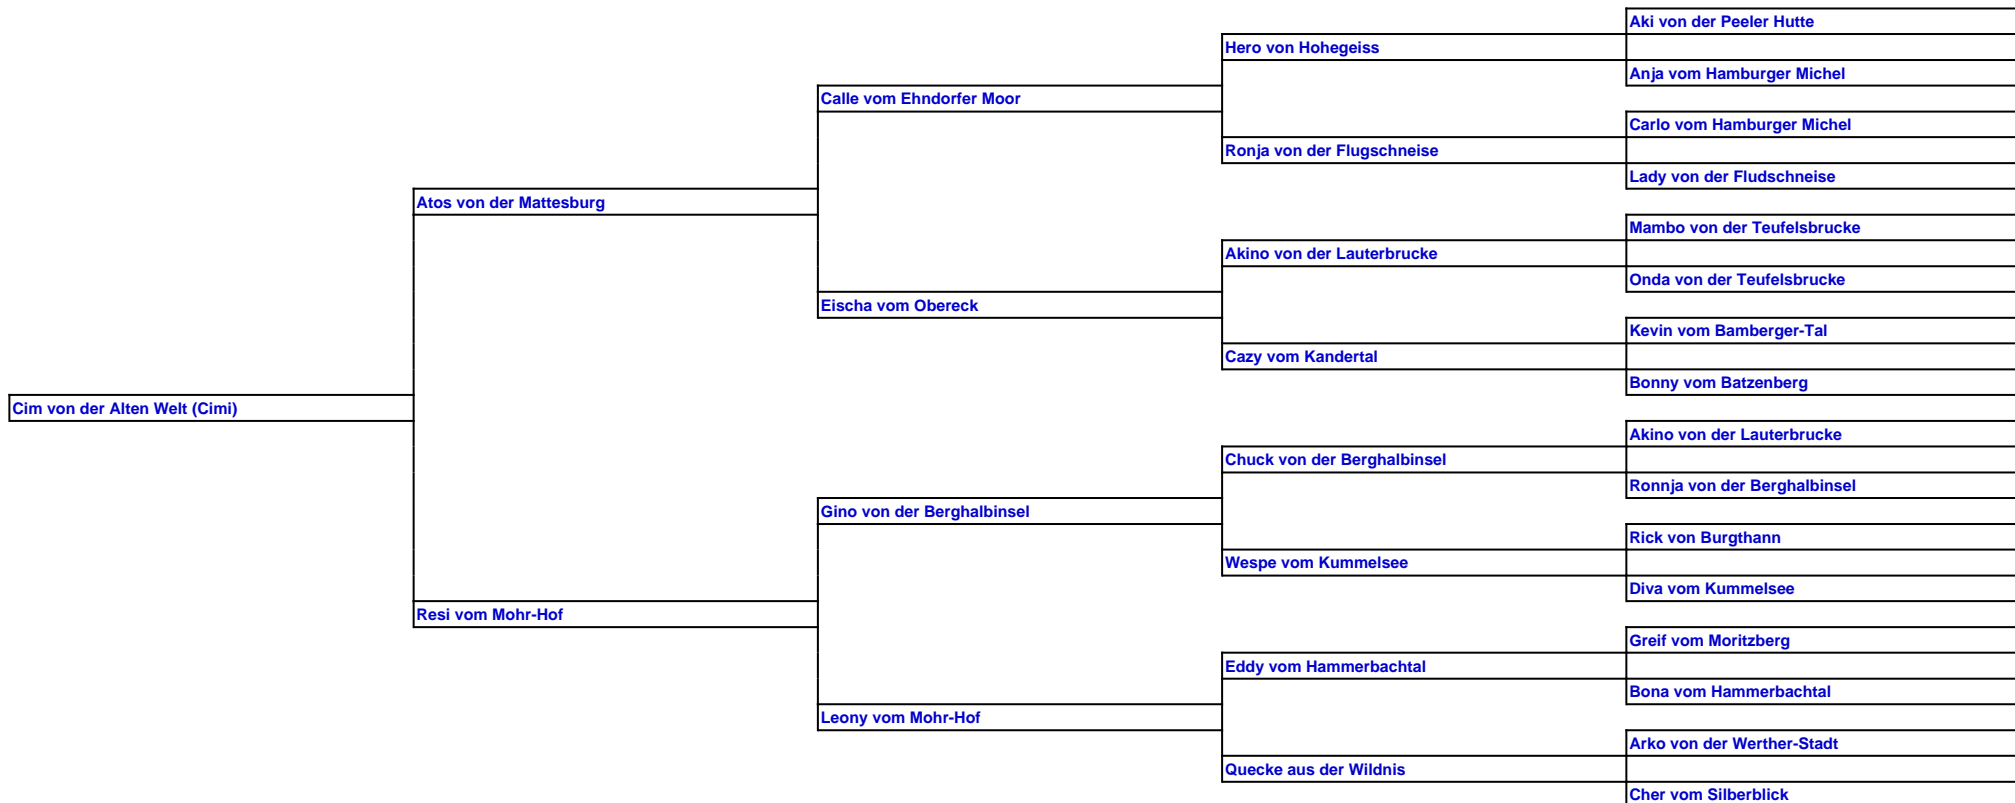 Aki von der Peeler Hutte
Hero von Hohegeiss
Anja vom Hamburger Michel
Calle vom Ehndorfer Moor
Carlo vom Hamburger Michel
Ronja von der Flugschneise
Lady von der Fludschneise
Atos von der Mattesburg
Mambo von der Teufelsbrucke
Akino von der Lauterbrucke
Onda von der Teufelsbrucke
Eischa vom Obereck
Kevin vom Bamberger-Tal
Cazy vom Kandertal
Bonny vom Batzenberg
Cim von der Alten Welt (Cimi)
Akino von der Lauterbrucke
Chuck von der Berghalbinsel
Ronnja von der Berghalbinsel
Gino von der Berghalbinsel
Rick von Burgthann
Wespe vom Kummelsee
Diva vom Kummelsee
Resi vom Mohr-Hof
Greif vom Moritzberg
Eddy vom Hammerbachtal
Bona vom Hammerbachtal
Leony vom Mohr-Hof
Arko von der Werther-Stadt
Quecke aus der Wildnis
Cher vom Silberblick